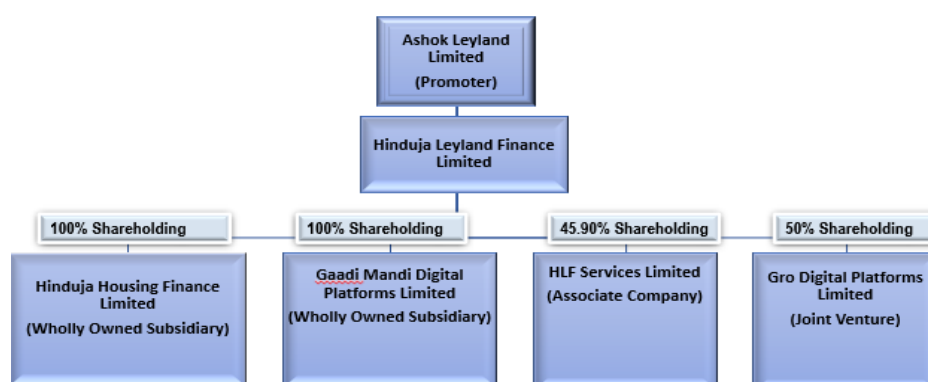 Ashok Leyland
Limited
(Promoter)
Hinduja Leyland Finance
Limited
100% Shareholding
100% Shareholding
45.90% Shareholding
50% Shareholding
Hinduja Housing Finance
Limited
(Wholly Owned Subsidiary)
Gaadi Mandi Digital
Platforms Limited
(Wholly Owned Subsidiary)
HLF Services Limited
(Associate Company)
Gro Digital Platforms
Limited
(Joint Venture)